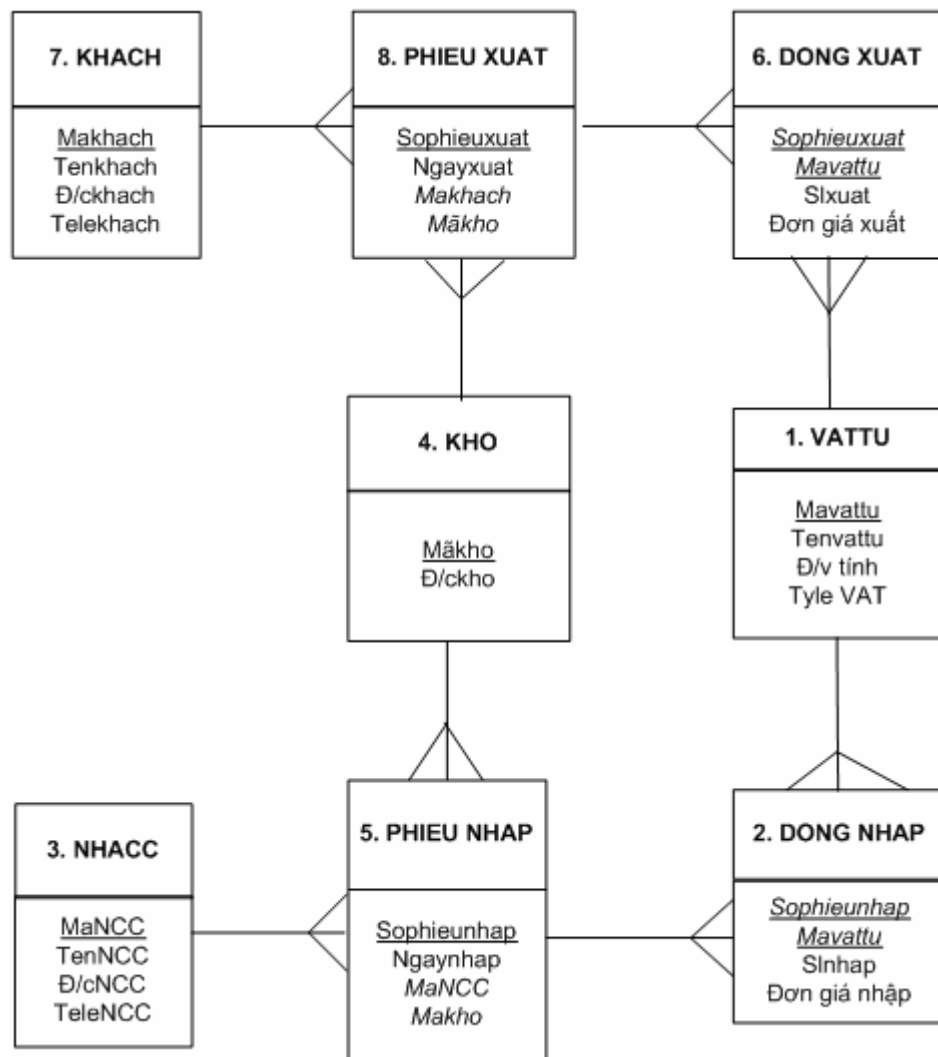 7. KHACH
Makhach
Tenkhach
Đ/ckhach
Telekhach
8. PHIEU XUAT
Sophieuxuat
Ngayxuat
Makhach
Mãkho
6. DONG XUAT
Sophieuxuat
Mavattu
Slxuat
Đơn giá xuất
4. KHO
Mãkho
Đ/ckho
1. VATTU
Mavattu
Tenvattu
Đ/v tính
Tyle VAT
3. NHACC
MaNCC
TenNCC
Đ/cNCC
TeleNCC
5. PHIEU NHAP
Sophieunhap
Ngaynhap
MaNCC
Makho
2. DONG NHAP
Sophieunhap
Mavattu
Slnhap
Đơn giá nhập